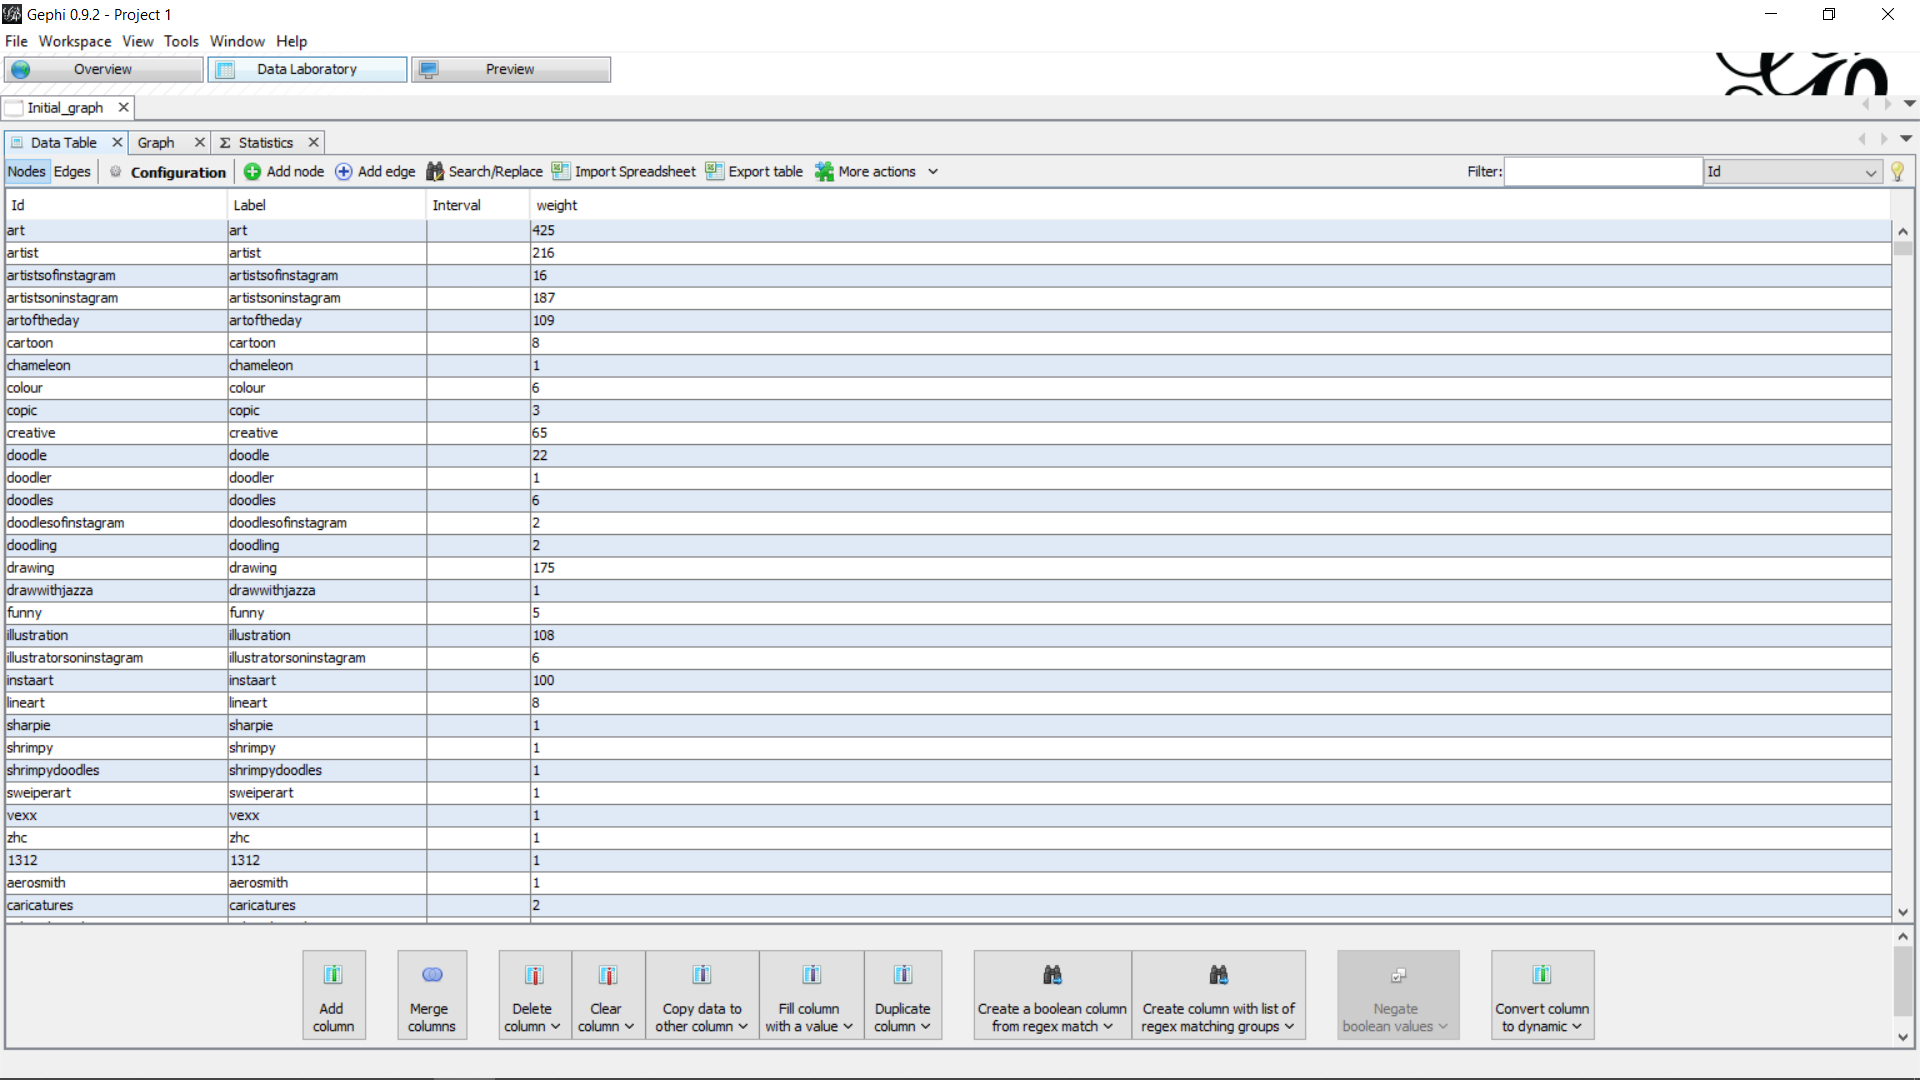 Gephi 0.9.2 - Project 1
File Workspace View Tools Window Help
Overview Data Laboratory Preview
Initial_graph
Data Table Graph Σ Statistics
Nodes Edges Configuration Add node Add edge Search/Replace Import Spreadsheet Export table More actions Filter: Id
Id Label Interval weight
art art 425
artist artist 216
artistsofinstagram artistsofinstagram 16
artistsoninstagram artistsoninstagram 187
artoftheday artoftheday 109
cartoon cartoon 8
chameleon chameleon 1
colour colour 6
copic copic 3
creative creative 65
doodle doodle 22
doodler doodler 1
doodles doodles 6
doodlesofinstagram doodlesofinstagram 2
doodling doodling 2
drawing drawing 175
drawwithjazza drawwithjazza 1
funny funny 5
illustration illustration 108
illustratorsoninstagram illustratorsoninstagram 6
instaart instaart 100
lineart lineart 8
sharpie sharpie 1
shrimpy shrimpy 1
shrimpydoodles shrimpydoodles 1
sweiperart sweiperart 1
vexx vexx 1
zhc zhc 1
1312 1312 1
aerosmith aerosmith 1
caricatures caricatures 2
Add column
Merge columns
Delete column
Clear column
Copy data to other column
Fill column with a value
Duplicate column
Create a boolean column from regex match
Create column with list of regex matching groups
Negate boolean values
Convert column to dynamic